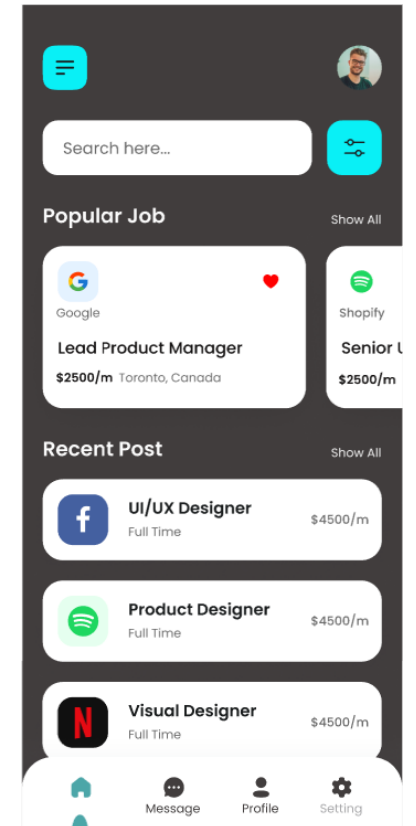 Search here...
Popular Job
Show All
Google
Lead Product Manager
$2500/m Toronto, Canada
Shopify
Senior U
$2500/m
Recent Post
Show All
UI/UX Designer
Full Time
$4500/m
Product Designer
Full Time
$4500/m
Visual Designer
Full Time
$4500/m
Message
Profile
Setting